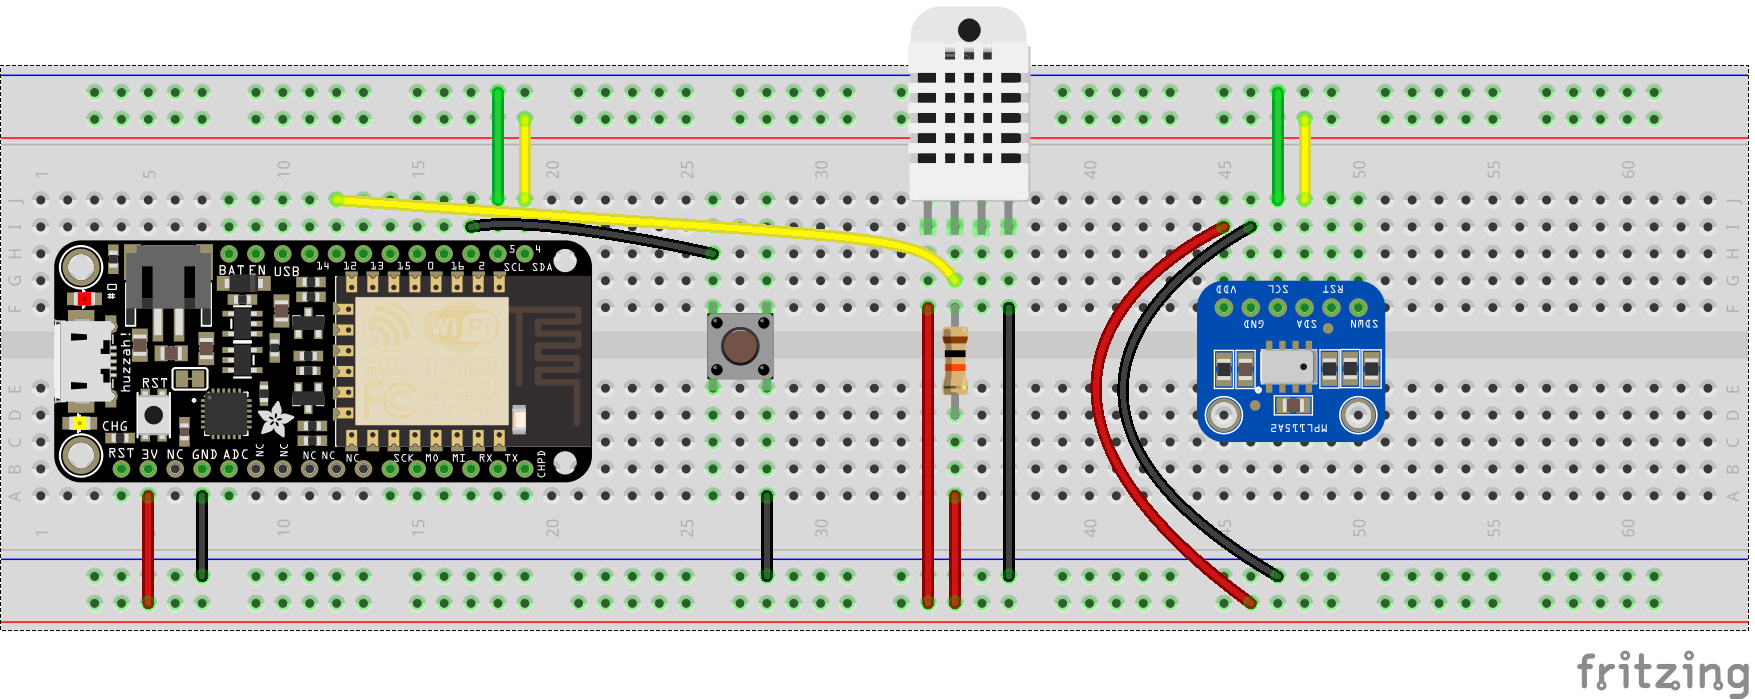 1 5 10 15 20 25 30 40 45 50 55 60
J
I
H
G
F
BAT EN USB 14 12 13 15 0 16 2 5 SCL 4 SDA
#0
huzzah!
WiFi
FC
RST
CHG
RST 3V NC GND ADC NC NC NC NC NC SCK MO MI RX TX CHPD
VDD GND SCL SDA RST SDWN
MPL115A2
E
D
C
B
A
1 5 10 15 20 25 30 40 45 50 55 60
fritzing